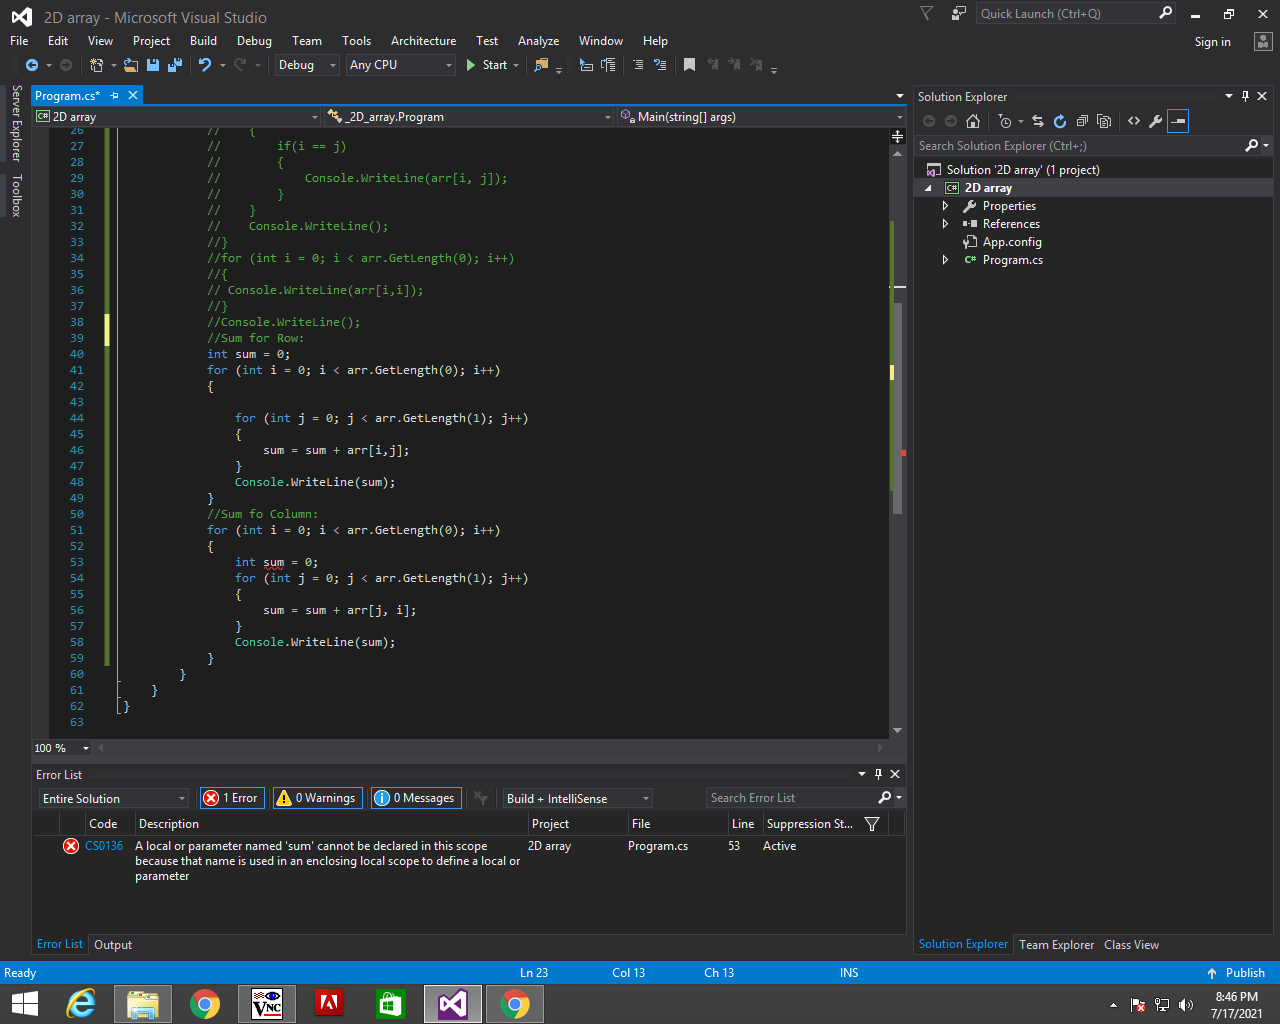 2D array - Microsoft Visual Studio
Quick Launch (Ctrl+Q)
File Edit View Project Build Debug Team Tools Architecture Test Analyze Window Help
Sign in
Debug Any CPU Start
Server Explorer
Toolbox
Program.cs*
2D array _2D_array.Program Main(string[] args)
26 // {
27 // if(i == j)
28 // {
29 // Console.WriteLine(arr[i, j]);
30 // }
31 // }
32 // Console.WriteLine();
33 //}
34 //for (int i = 0; i < arr.GetLength(0); i++)
35 //{
36 // Console.WriteLine(arr[i,i]);
37 //}
38 //Console.WriteLine();
39 //Sum for Row:
40 int sum = 0;
41 for (int i = 0; i < arr.GetLength(0); i++)
42 {
43
44 for (int j = 0; j < arr.GetLength(1); j++)
45 {
46 sum = sum + arr[i,j];
47 }
48 Console.WriteLine(sum);
49 }
50 //Sum fo Column:
51 for (int i = 0; i < arr.GetLength(0); i++)
52 {
53 int sum = 0;
54 for (int j = 0; j < arr.GetLength(1); j++)
55 {
56 sum = sum + arr[j, i];
57 }
58 Console.WriteLine(sum);
59 }
60 }
61 }
62 }
63
100 %
Solution Explorer
Search Solution Explorer (Ctrl+;)
Solution '2D array' (1 project)
C# 2D array
Properties
References
App.config
C# Program.cs
Error List
Entire Solution 1 Error 0 Warnings 0 Messages Build + IntelliSense Search Error List
Code Description Project File Line Suppression St...
CS0136 A local or parameter named 'sum' cannot be declared in this scope 2D array Program.cs 53 Active
because that name is used in an enclosing local scope to define a local or
parameter
Error List Output
Solution Explorer Team Explorer Class View
Ready Ln 23 Col 13 Ch 13 INS Publish
VNC
8:46 PM
7/17/2021